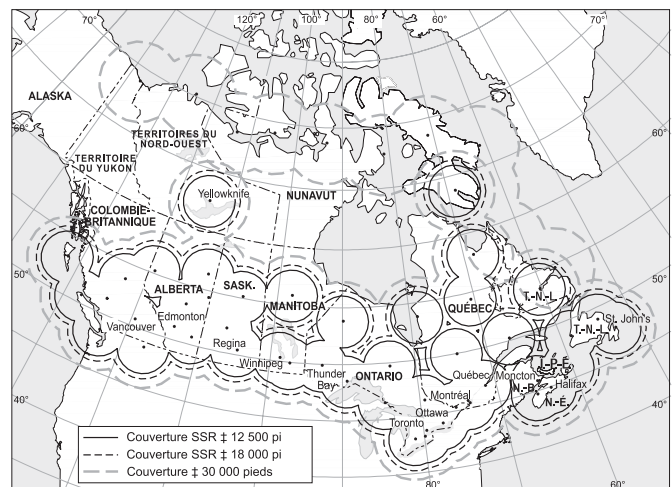 120°
100°
80°
60°
70°
70°
ALASKA
60°
TERRITOIRES DU
NORD-OUEST
TERRITOIRE
DU YUKON
60°
Yellowknife
NUNAVUT
COLOMBIE-
BRITANNIQUE
50°
50°
ALBERTA
SASK.
MANITOBA
QUÉBEC
T.-N.-L.
Edmonton
Vancouver
T.-N.-L.
St. John's
Regina
Winnipeg
Thunder
Bay
ONTARIO
Québec
Moncton
Î.-P.-É.
N.-B.
Halifax
N.-É.
40°
Montréal
Ottawa
Toronto
40°
80°
60°
Couverture SSR ‡ 12 500 pi
Couverture SSR ‡ 18 000 pi
Couverture ‡ 30 000 pieds